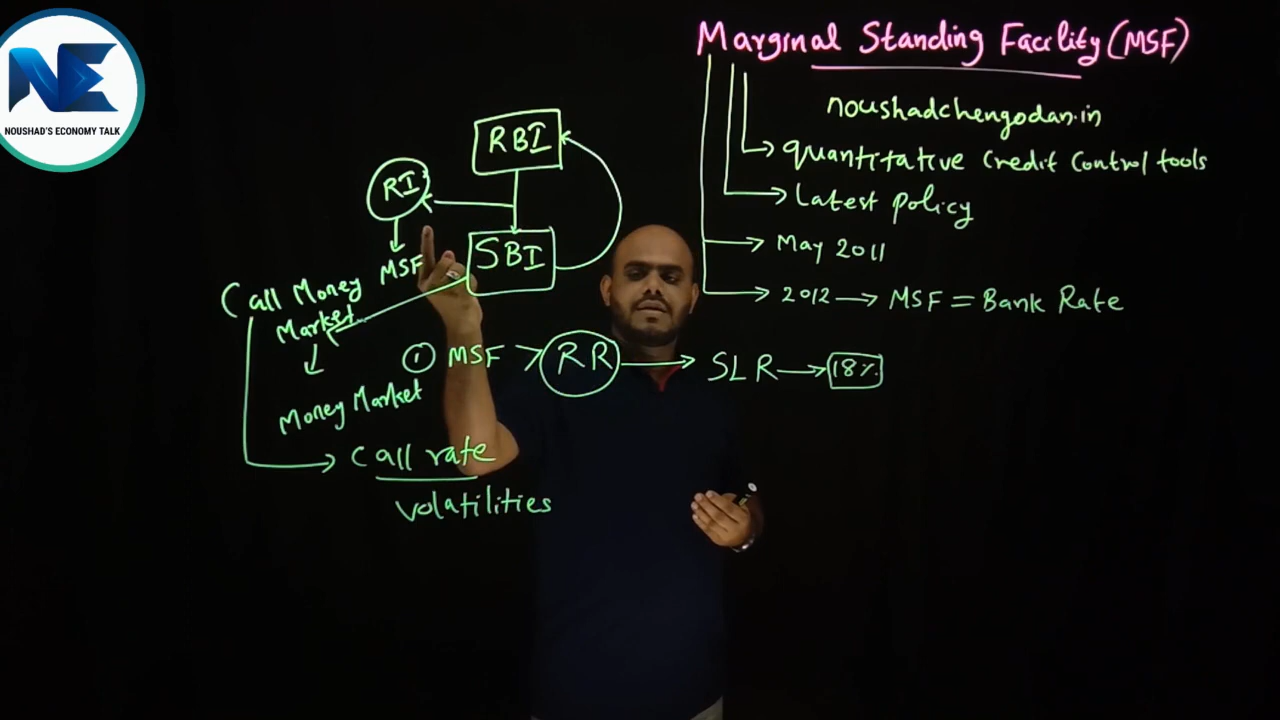 NE
NOUSHAD'S ECONOMY TALK
Marginal Standing Facility (MSF)
noushadchengodan.in
quantitative credit control tools
Latest policy
May 2011
2012 → MSF = Bank Rate
RBI
RI
SBI
MSF
Call Money
Market
Money Market
Call rate
volatilities
① MSF > RR → SLR → 18%